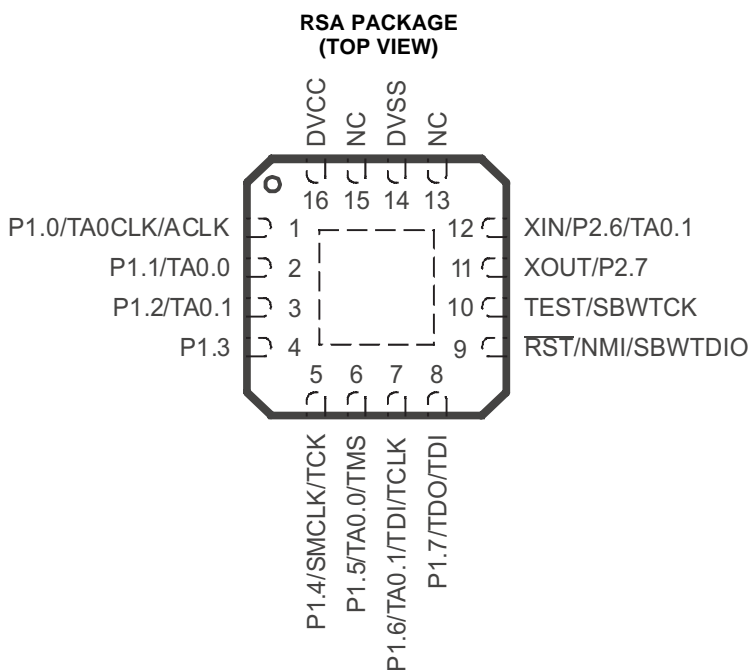 RSA PACKAGE
(TOP VIEW)
DVCC
NC
DVSS
NC
16
15
14
13
P1.0/TA0CLK/ACLK
1
12
XIN/P2.6/TA0.1
P1.1/TA0.0
2
11
XOUT/P2.7
P1.2/TA0.1
3
10
TEST/SBWTCK
P1.3
4
9
RST/NMI/SBWTDIO
5
6
7
8
P1.4/SMCLK/TCK
P1.5/TA0.0/TMS
P1.6/TA0.1/TDI/TCLK
P1.7/TDO/TDI